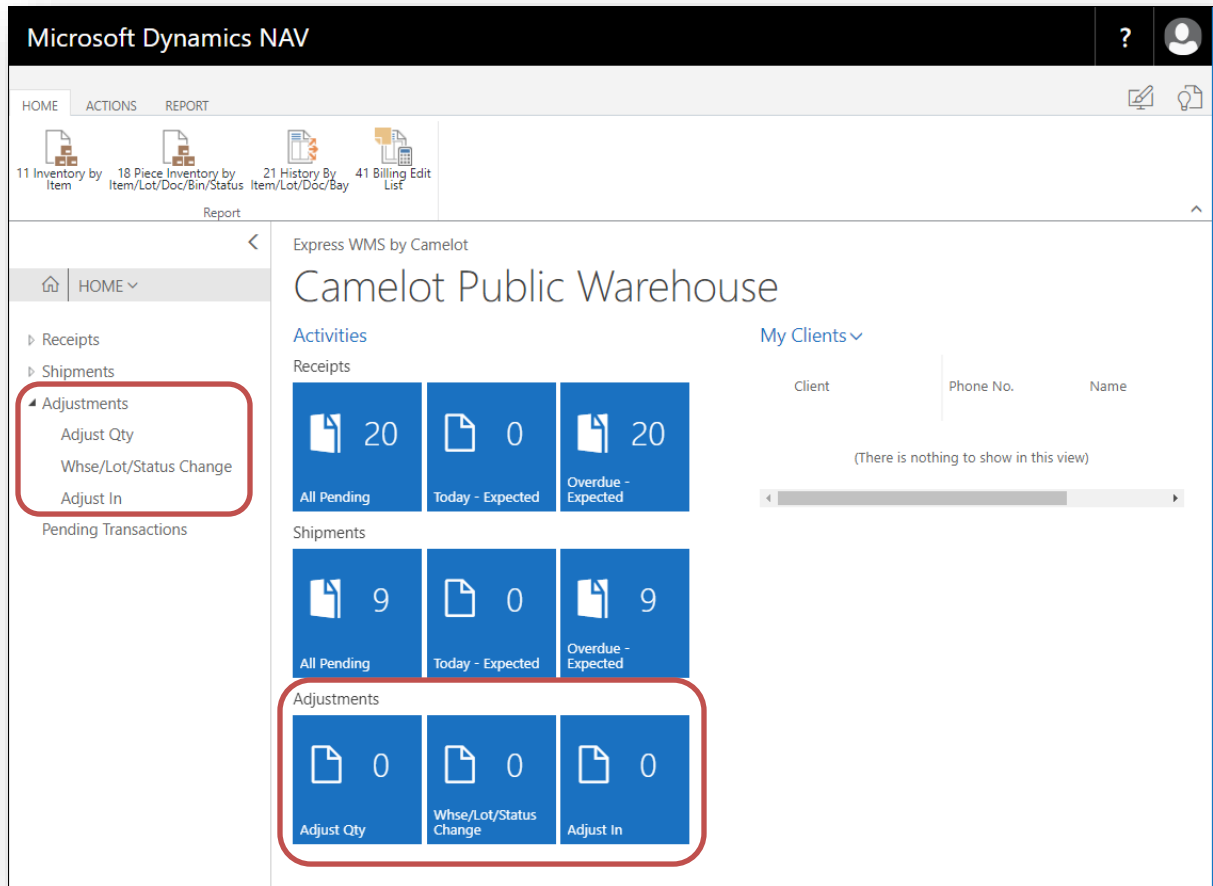 Microsoft Dynamics NAV
?
HOME ACTIONS REPORT
11 Inventory by
Item
18 Piece Inventory by
Item/Lot/Doc/Bin/Status
21 History By
Item/Lot/Doc/Bay
41 Billing Edit
List
Report
HOME
Receipts
Shipments
Adjustments
Adjust Qty
Whse/Lot/Status Change
Adjust In
Pending Transactions
Express WMS by Camelot
Camelot Public Warehouse
Activities
Receipts
20
All Pending
0
Today - Expected
20
Overdue -
Expected
Shipments
9
All Pending
0
Today - Expected
9
Overdue -
Expected
Adjustments
0
Adjust Qty
0
Whse/Lot/Status
Change
0
Adjust In
My Clients
Client Phone No. Name
(There is nothing to show in this view)